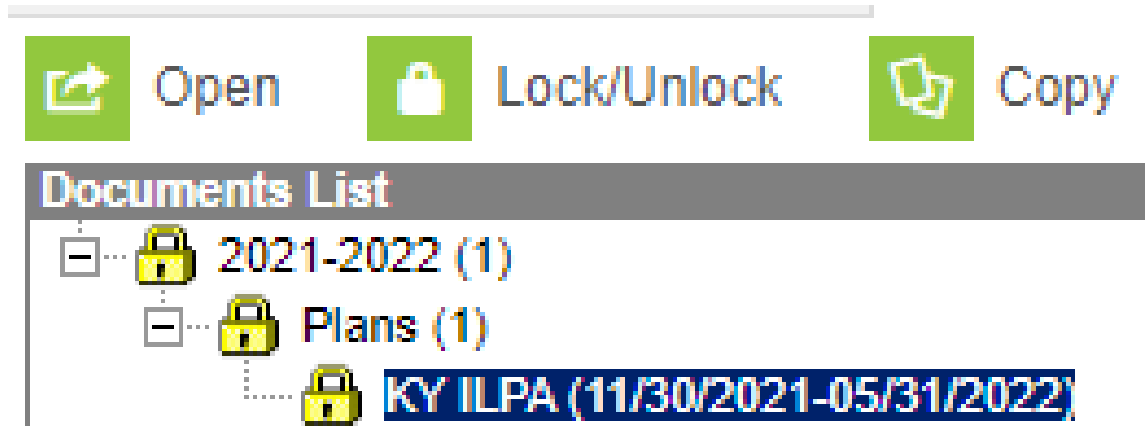 Open Lock/Unlock Copy
Documents List
2021-2022 (1)
Plans (1)
KY ILPA (11/30/2021-05/31/2022)